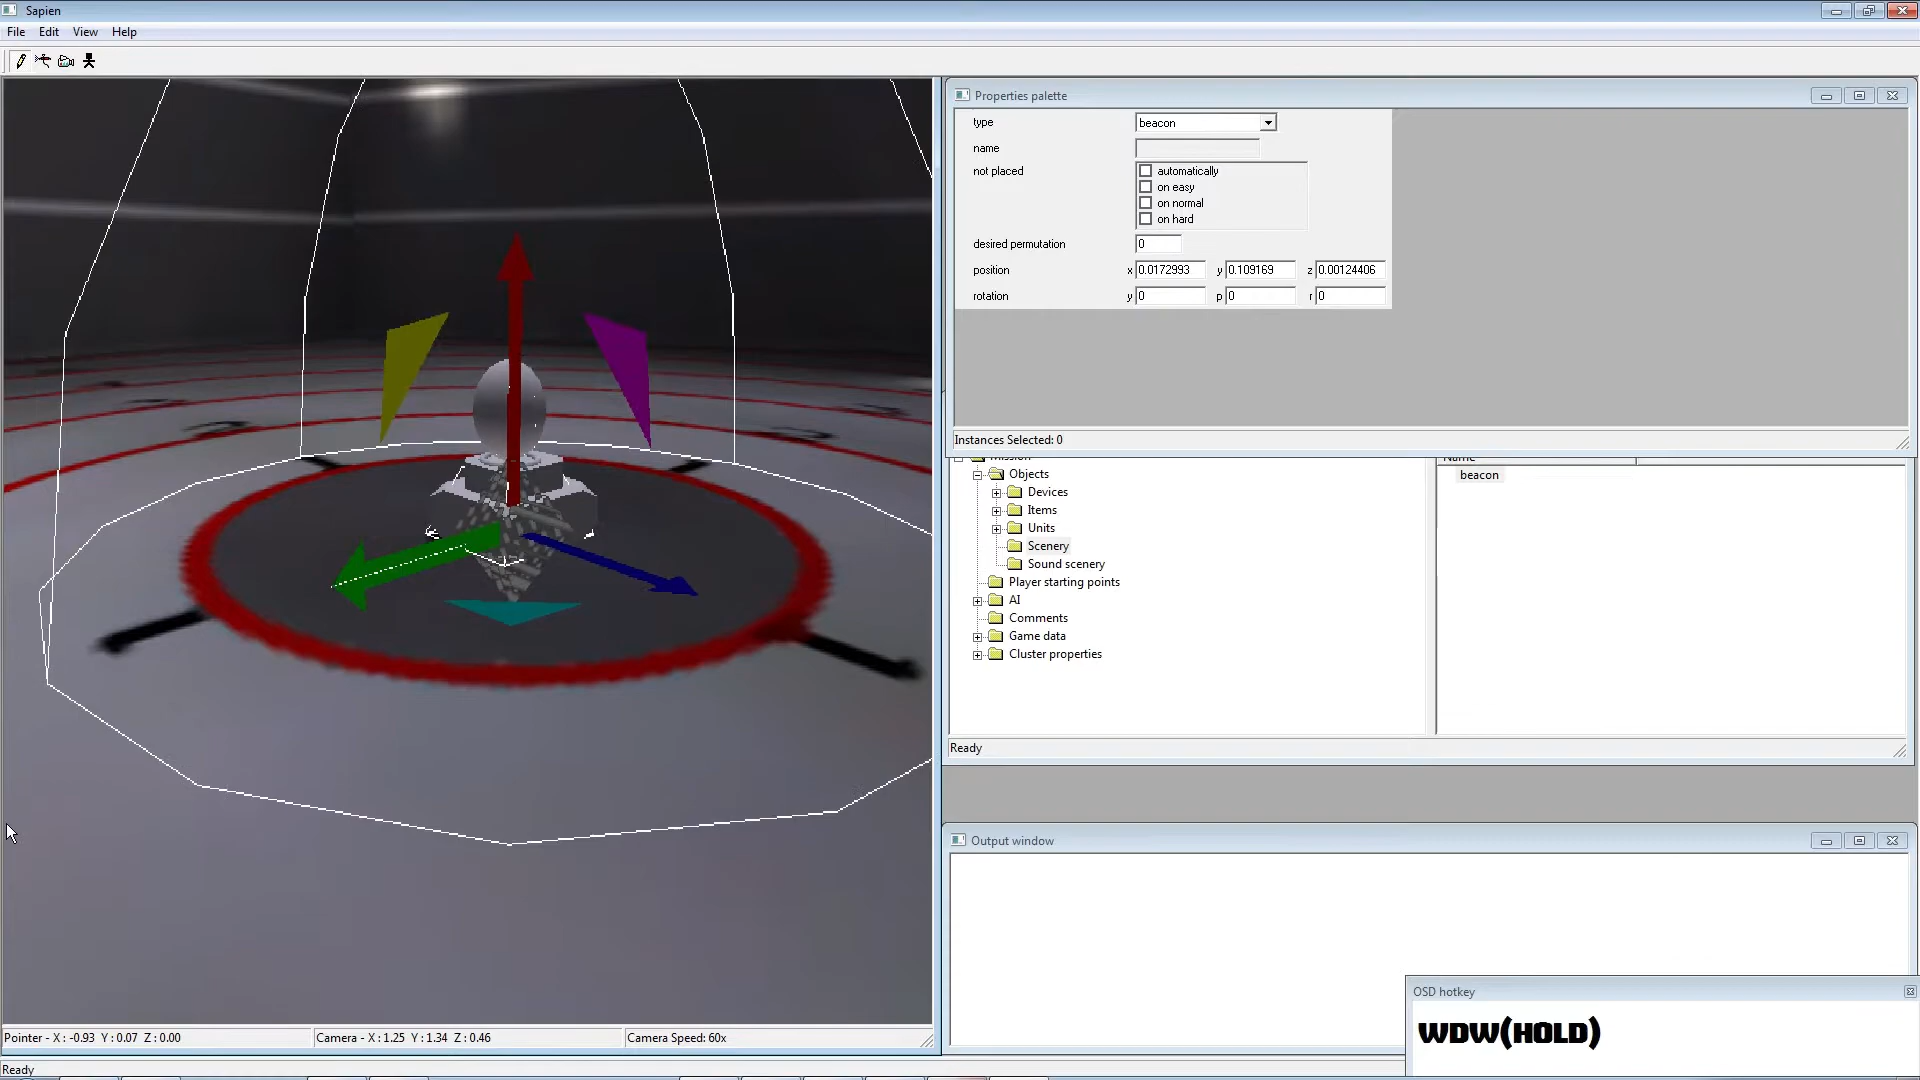 Sapien
File Edit View Help
Properties palette
type beacon
name
not placed automatically
on easy
on normal
on hard
desired permutation 0
position x 0.0172993 y 0.109169 z 0.00124406
rotation y 0 p 0 r 0
Instances Selected: 0
Mission
Name
Objects
beacon
Devices
Items
Units
Scenery
Sound scenery
Player starting points
AI
Comments
Game data
Cluster properties
Ready
Output window
OSD hotkey
WDW(HOLD)
Pointer - X : -0.93 Y : 0.07 Z : 0.00
Camera - X : 1.25 Y : 1.34 Z : 0.46
Camera Speed: 60x
Ready